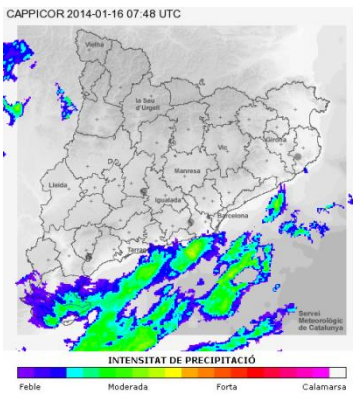 CAPPICOR 2014-01-16 07:48 UTC
Vielha
la Seu
d'Urgell
Girona
Vic
Manresa
Lleida
Igualada
Barcelona
Servei
Meteorològic
de Catalunya
INTENSITAT DE PRECIPITACIÓ
Feble Moderada Forta Calamarsa